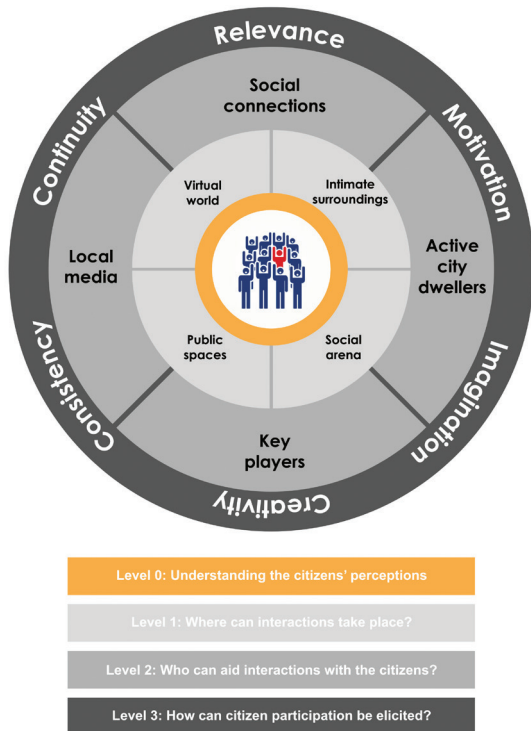 Relevance
Continuity
Motivation
Social
connections
Virtual
world
Intimate
surroundings
Local
media
Active
city
dwellers
Public
spaces
Social
arena
Key
players
Consistency
Imagination
Creativity
Level 0: Understanding the citizens' perceptions
Level 1: Where can interactions take place?
Level 2: Who can aid interactions with the citizens?
Level 3: How can citizen participation be elicited?